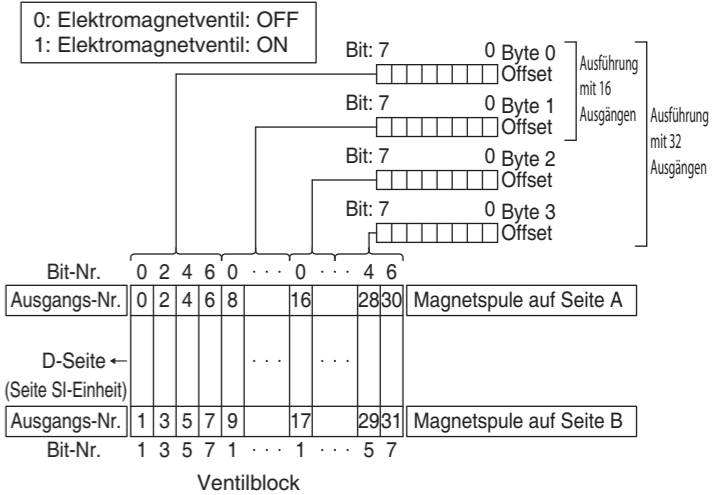 0: Elektromagnetventil: OFF
1: Elektromagnetventil: ON
Bit: 7 0 Byte 0
Offset
Bit: 7 0 Byte 1
Offset
Bit: 7 0 Byte 2
Offset
Bit: 7 0 Byte 3
Offset
Ausführung
mit 16
Ausgängen
Ausführung
mit 32
Ausgängen
Bit-Nr. 0 2 4 6 0 · · · 0 · · · 4 6
Ausgangs-Nr. 0 2 4 6 8 16 28 30 Magnetspule auf Seite A
D-Seite ← · · · · · ·
(Seite SI-Einheit)
Ausgangs-Nr. 1 3 5 7 9 17 29 31 Magnetspule auf Seite B
Bit-Nr. 1 3 5 7 1 · · · 1 · · · 5 7
Ventilblock